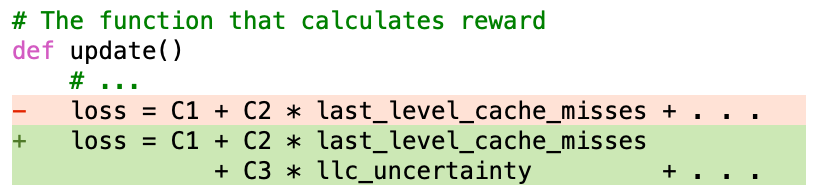 # The function that calculates reward
def update()
    # ...
-   loss = C1 + C2 * last_level_cache_misses + . . .
+   loss = C1 + C2 * last_level_cache_misses
              + C3 * llc_uncertainty         + . . .